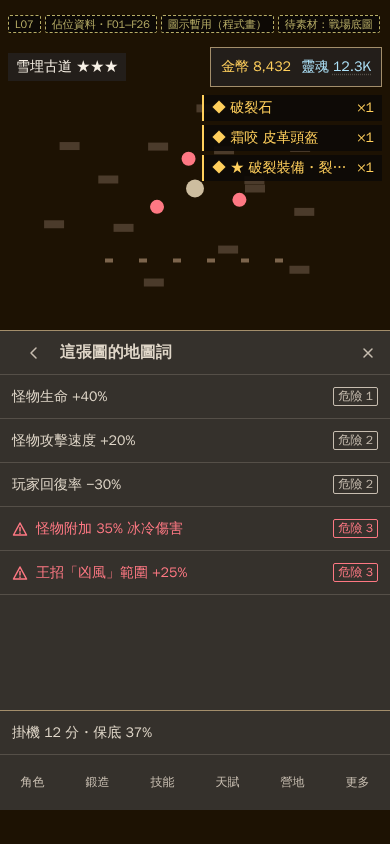 L07 佔位資料・F01–F26 圖示暫用（程式畫） 待素材：戰場底圖
雪埋古道 ★★★
金幣 8,432 靈魂 12.3K
◆ 破裂石 ×1
◆ 霜咬 皮革頭盔 ×1
◆ ★ 破裂裝備・裂⋯ ×1
這張圖的地圖詞
怪物生命 +40% 危險 1
怪物攻擊速度 +20% 危險 2
玩家回復率 −30% 危險 2
怪物附加 35% 冰冷傷害 危險 3
王招「凶風」範圍 +25% 危險 3
掛機 12 分・保底 37%
角色 鍛造 技能 天賦 營地 更多